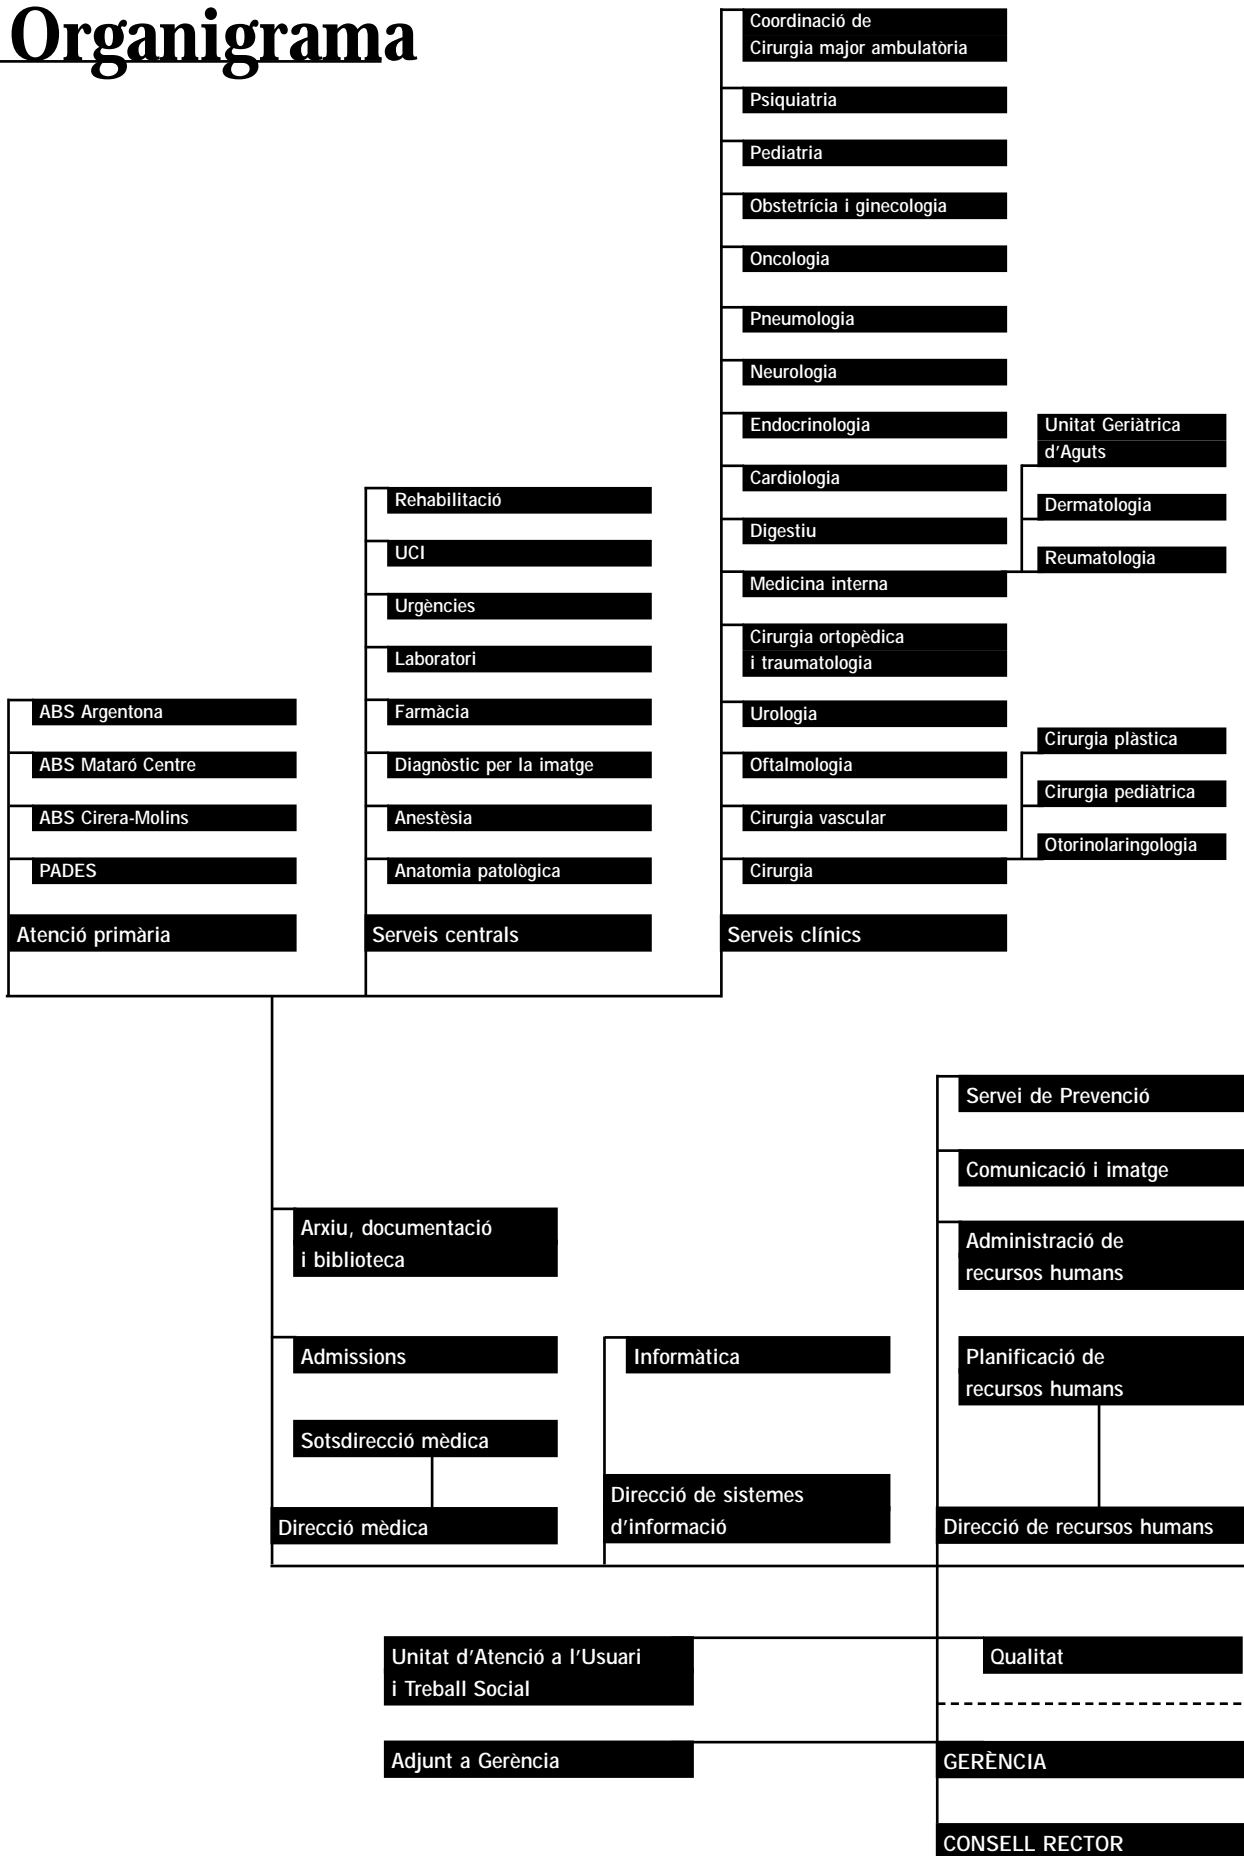 Organigrama
Coordinació de
Cirurgia major ambulatòria
Psiquiatria
Pediatria
Obstetrícia i ginecologia
Oncologia
Pneumologia
Neurologia
Endocrinologia
Cardiologia
Digestiu
Medicina interna
Cirurgia ortopèdica
i traumatologia
Urologia
Oftalmologia
Cirurgia vascular
Cirurgia
Serveis clínics
Unitat Geriàtrica
d'Aguts
Dermatologia
Reumatologia
Cirurgia plàstica
Cirurgia pediàtrica
Otorinolaringologia
Rehabilitació
UCI
Urgències
Laboratori
Farmàcia
Diagnòstic per la imatge
Anestèsia
Anatomia patològica
Serveis centrals
ABS Argentona
ABS Mataró Centre
ABS Cirera-Molins
PADES
Atenció primària
Arxiu, documentació
i biblioteca
Admissions
Sotsdirecció mèdica
Direcció mèdica
Informàtica
Direcció de sistemes
d'informació
Servei de Prevenció
Comunicació i imatge
Administració de
recursos humans
Planificació de
recursos humans
Direcció de recursos humans
Unitat d'Atenció a l'Usuari
i Treball Social
Qualitat
Adjunt a Gerència
GERÈNCIA
CONSELL RECTOR